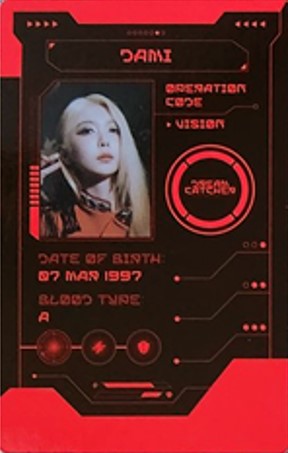 DAMI
OPERATION
CODE
VISION
DREAM
CATCHER
DATE OF BIRTH:
07 MAR 1997
BLOOD TYPE:
A